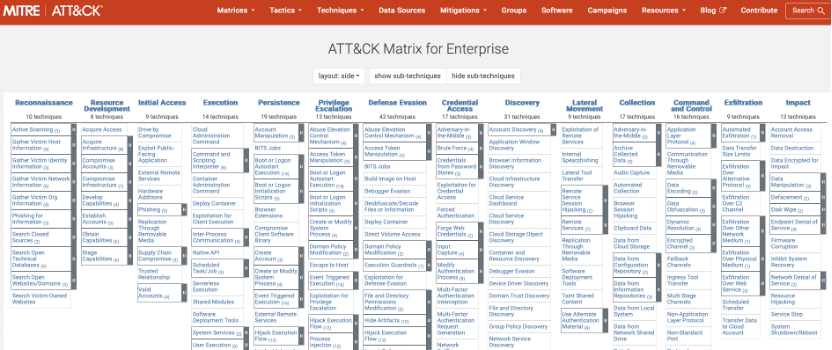 MITRE | ATT&CK®
Matrices Tactics Techniques Data Sources Mitigations Groups Software Campaigns Resources Blog Contribute Search
ATT&CK Matrix for Enterprise
layout: side show sub-techniques hide sub-techniques
Reconnaissance
10 techniques
Active Scanning (3)
Gather Victim Host
Information (4)
Gather Victim Identity
Information (3)
Gather Victim Network
Information (6)
Gather Victim Org
Information (4)
Phishing for
Information (3)
Search Closed
Sources (2)
Search Open
Technical
Databases (5)
Search Open
Websites/Domains (3)
Search Victim-Owned
Websites
Resource
Development
8 techniques
Acquire Access
Acquire
Infrastructure (8)
Compromise
Accounts (3)
Compromise
Infrastructure (7)
Develop
Capabilities (4)
Establish
Accounts (3)
Obtain
Capabilities (6)
Stage
Capabilities (6)
Initial Access
9 techniques
Drive-by
Compromise
Exploit Public-
Facing
Application
External Remote
Services
Hardware
Additions
Phishing (3)
Replication
Through
Removable
Media
Supply Chain
Compromise (3)
Trusted
Relationship
Valid
Accounts (4)
Execution
14 techniques
Cloud
Administration
Command
Command and
Scripting
Interpreter (9)
Container
Administration
Command
Deploy Container
Exploitation for
Client Execution
Inter-Process
Communication (3)
Native API
Scheduled
Task/Job (5)
Serverless
Execution
Shared Modules
Software
Deployment Tools
System Services (2)
User Execution (3)
Persistence
19 techniques
Account
Manipulation (5)
BITS Jobs
Boot or Logon
Autostart
Execution (14)
Boot or Logon
Initialization
Scripts (5)
Browser
Extensions
Compromise
Client Software
Binary
Create
Account (3)
Create or Modify
System
Process (4)
Event Triggered
Execution (16)
External Remote
Services
Hijack Execution
Flow (12)
Privilege
Escalation
13 techniques
Abuse Elevation
Control
Mechanism (4)
Access Token
Manipulation (5)
Boot or Logon
Autostart
Execution (14)
Boot or Logon
Initialization
Scripts (5)
Create or Modify
System
Process (4)
Domain Policy
Modification (2)
Escape to Host
Event Triggered
Execution (16)
Exploitation for
Privilege
Escalation
Hijack Execution
Flow (12)
Process
Injection (12)
Defense Evasion
42 techniques
Abuse Elevation
Control Mechanism (4)
Access Token
Manipulation (5)
BITS Jobs
Build Image on Host
Debugger Evasion
Deobfuscate/Decode
Files or Information
Deploy Container
Direct Volume Access
Domain Policy
Modification (2)
Execution Guardrails (1)
Exploitation for
Defense Evasion
File and Directory
Permissions
Modification (2)
Hide Artifacts (10)
Hijack Execution
Flow (12)
Credential
Access
17 techniques
Adversary-in-
the-Middle (3)
Brute Force (4)
Credentials
from Password
Stores (5)
Exploitation for
Credential
Access
Forced
Authentication
Forge Web
Credentials (2)
Input
Capture (4)
Modify
Authentication
Process (8)
Multi-Factor
Authentication
Interception
Multi-Factor
Authentication
Request
Generation
Discovery
31 techniques
Account Discovery (4)
Application Window
Discovery
Browser Information
Discovery
Cloud Infrastructure
Discovery
Cloud Service
Dashboard
Cloud Service
Discovery
Cloud Storage Object
Discovery
Container and
Resource Discovery
Debugger Evasion
Device Driver Discovery
Domain Trust Discovery
File and Directory
Discovery
Group Policy Discovery
Network Service
Lateral
Movement
9 techniques
Exploitation of
Remote
Services
Internal
Spearphishing
Lateral Tool
Transfer
Remote
Service
Session
Hijacking (2)
Remote
Services (7)
Replication
Through
Removable
Media
Software
Deployment
Tools
Taint Shared
Content
Use Alternate
Authentication
Material (4)
Collection
17 techniques
Adversary-in-
the-Middle (3)
Archive
Collected
Data (3)
Audio Capture
Automated
Collection
Browser
Session
Hijacking
Clipboard Data
Data from
Cloud Storage
Data from
Configuration
Repository (2)
Data from
Information
Repositories (3)
Data from Local
System
Data from
Network Shared
Drive
Command
and Control
16 techniques
Application
Layer
Protocol (4)
Communication
Through
Removable
Media
Data
Encoding (2)
Data
Obfuscation (3)
Dynamic
Resolution (3)
Encrypted
Channel (2)
Fallback
Channels
Ingress Tool
Transfer
Multi-Stage
Channels
Non-Application
Layer Protocol
Non-Standard
Port
Exfiltration
9 techniques
Automated
Exfiltration (1)
Data Transfer
Size Limits
Exfiltration
Over
Alternative
Protocol (3)
Exfiltration
Over C2
Channel
Exfiltration
Over Other
Network
Medium (1)
Exfiltration
Over Physical
Medium (1)
Exfiltration
Over Web
Service (3)
Scheduled
Transfer
Transfer Data
to Cloud
Account
Impact
13 techniques
Account Access
Removal
Data Destruction
Data Encrypted for
Impact
Data
Manipulation (3)
Defacement (2)
Disk Wipe (2)
Endpoint Denial of
Service (4)
Firmware
Corruption
Inhibit System
Recovery
Network Denial of
Service (2)
Resource
Hijacking
Service Stop
System
Shutdown/Reboot